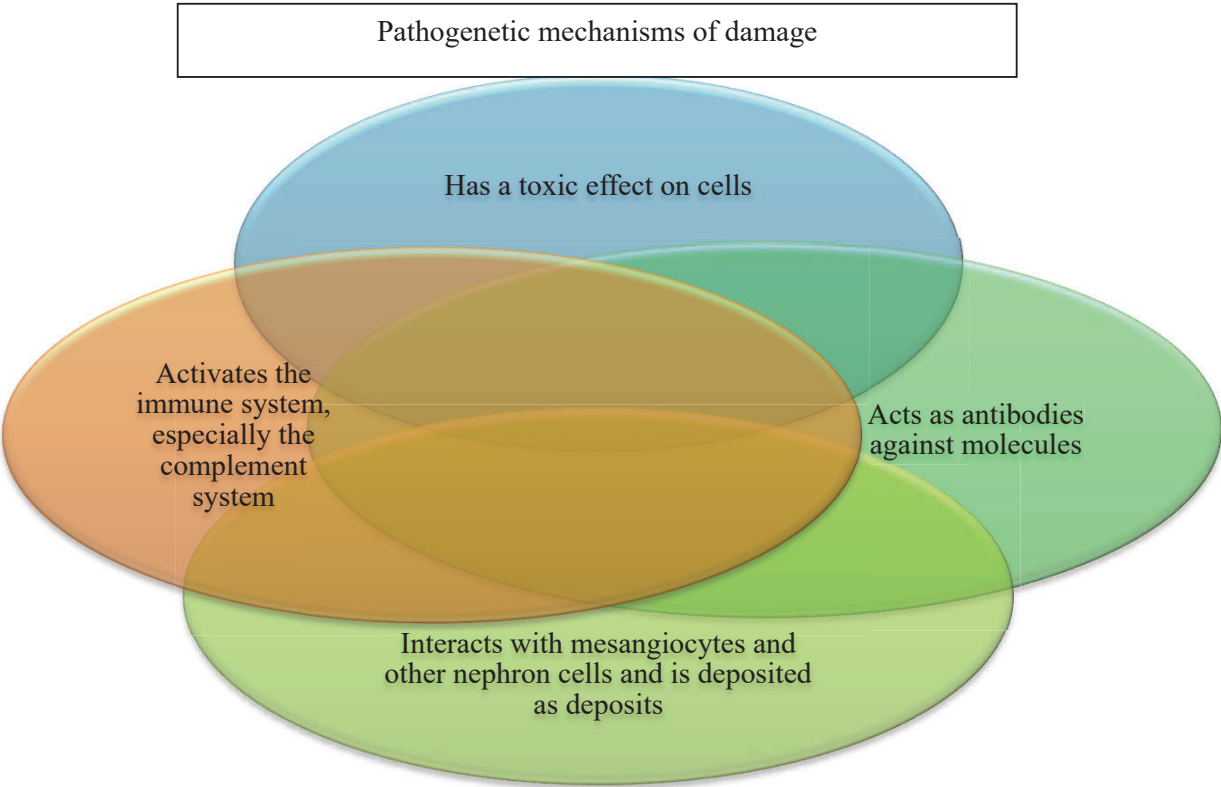 Pathogenetic mechanisms of damage
Has a toxic effect on cells
Activates the
immune system,
especially the
complement
system
Acts as antibodies
against molecules
Interacts with mesangiocytes and
other nephron cells and is deposited
as deposits